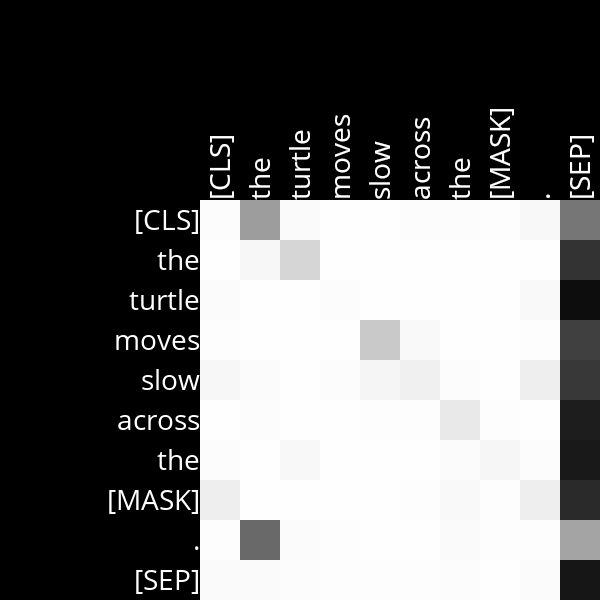 [CLS] the turtle moves slow across the [MASK] . [SEP]
[CLS]
the
turtle
moves
slow
across
the
[MASK]
.
[SEP]